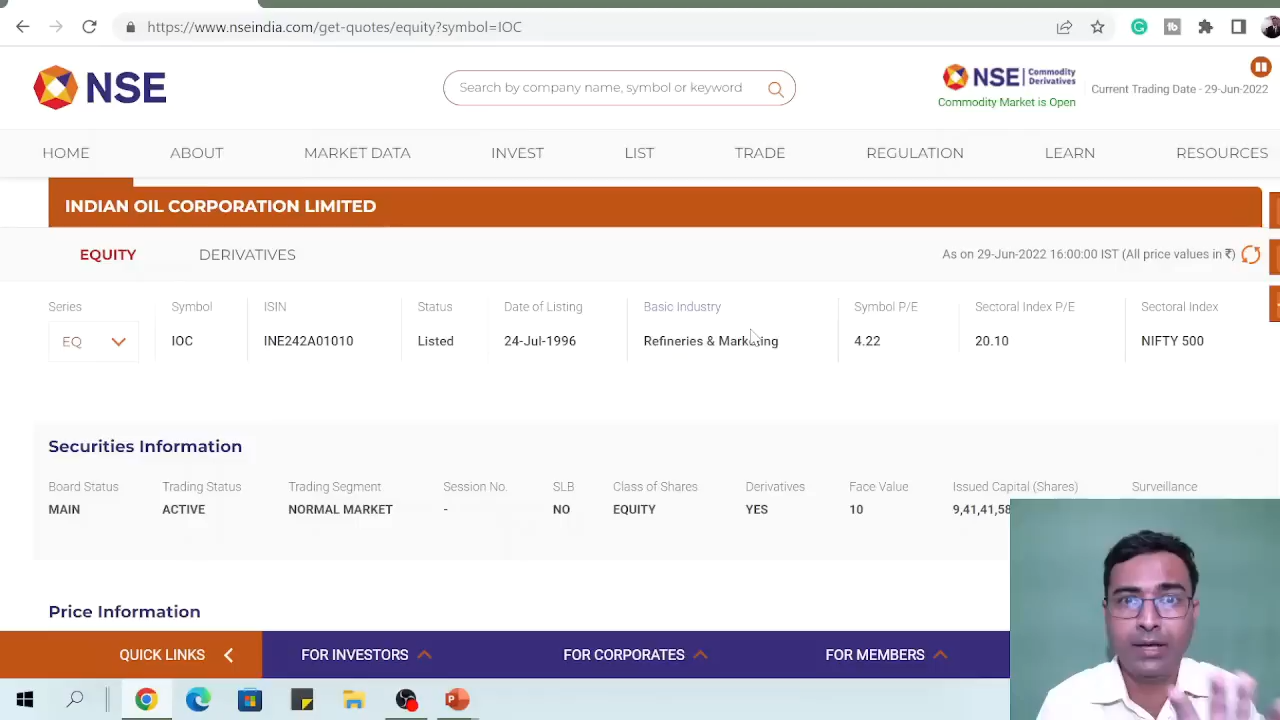 https://www.nseindia.com/get-quotes/equity?symbol=IOC
NSE
Search by company name, symbol or keyword
NSE Commodity Derivatives
Commodity Market is Open
Current Trading Date - 29-Jun-2022
HOME ABOUT MARKET DATA INVEST LIST TRADE REGULATION LEARN RESOURCES
INDIAN OIL CORPORATION LIMITED
EQUITY DERIVATIVES As on 29-Jun-2022 16:00:00 IST (All price values in ₹)
Series Symbol ISIN Status Date of Listing Basic Industry Symbol P/E Sectoral Index P/E Sectoral Index
EQ IOC INE242A01010 Listed 24-Jul-1996 Refineries & Marketing 4.22 20.10 NIFTY 500
Securities Information
Board Status Trading Status Trading Segment Session No. SLB Class of Shares Derivatives Face Value Issued Capital (Shares) Surveillance
MAIN ACTIVE NORMAL MARKET - NO EQUITY YES 10 9,41,41,58
Price Information
QUICK LINKS FOR INVESTORS FOR CORPORATES FOR MEMBERS